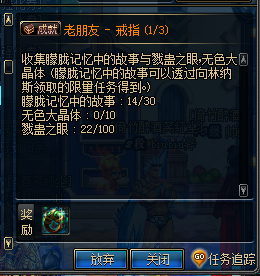 成就 老朋友 - 戒指 (1/3)
收集朦胧记忆中的故事与戮蛊之眼,无色大
晶体(朦胧记忆中的故事可以透过向林纳
斯领取的限量任务得到。)
朦胧记忆中的故事：14/30
无色大晶体：0/10
戮蛊之眼：22/100
奖
励
放弃
关闭
GO 任务追踪